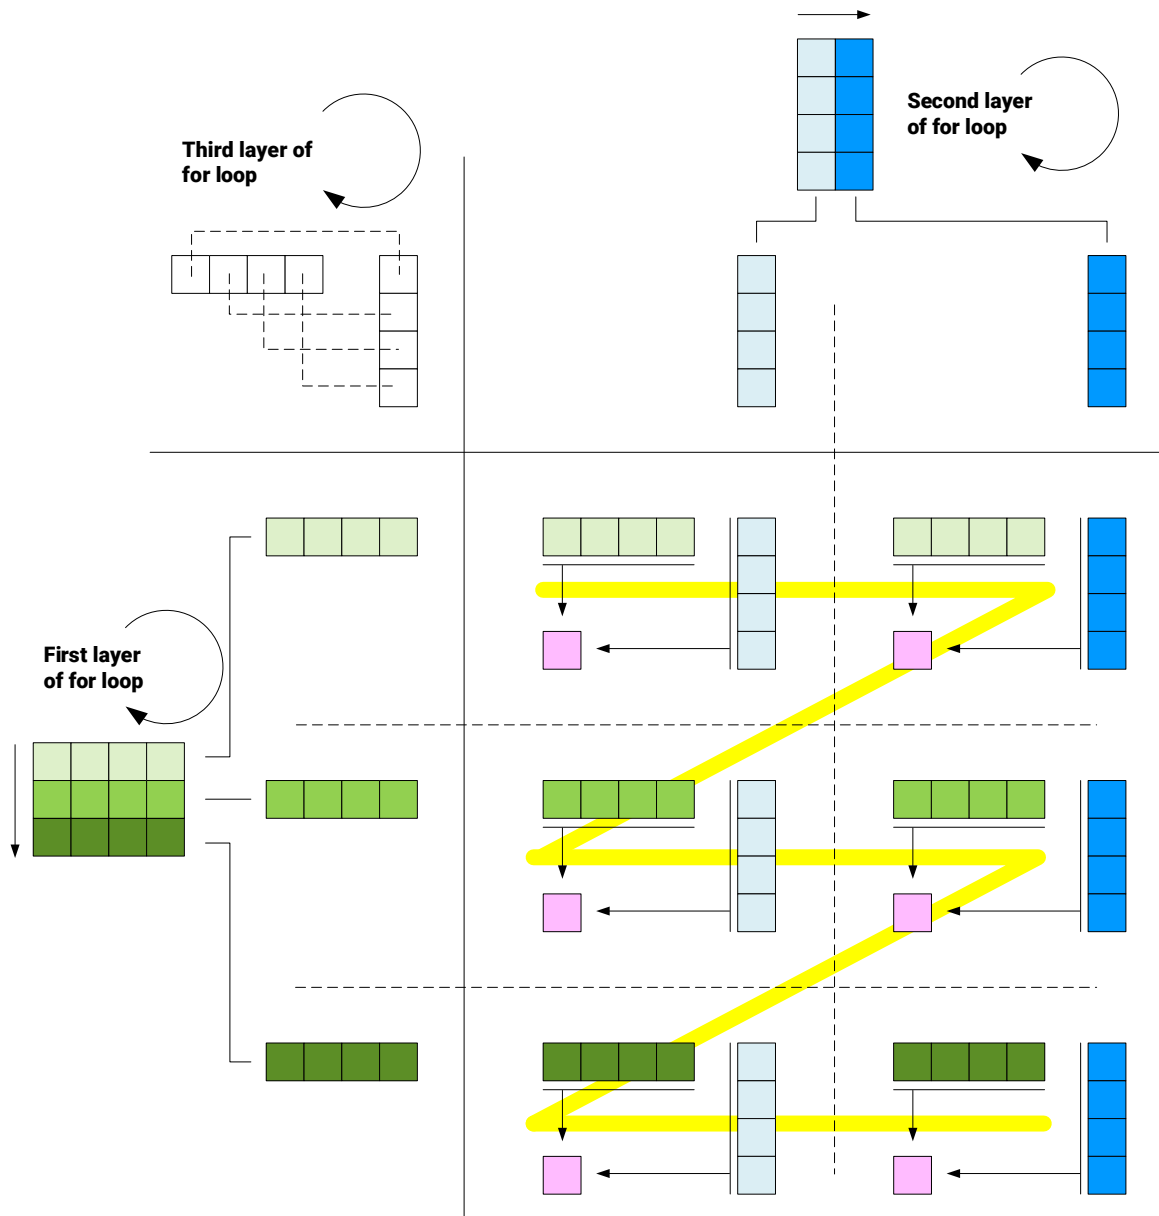 Second layer
of for loop
Third layer of
for loop
First layer
of for loop